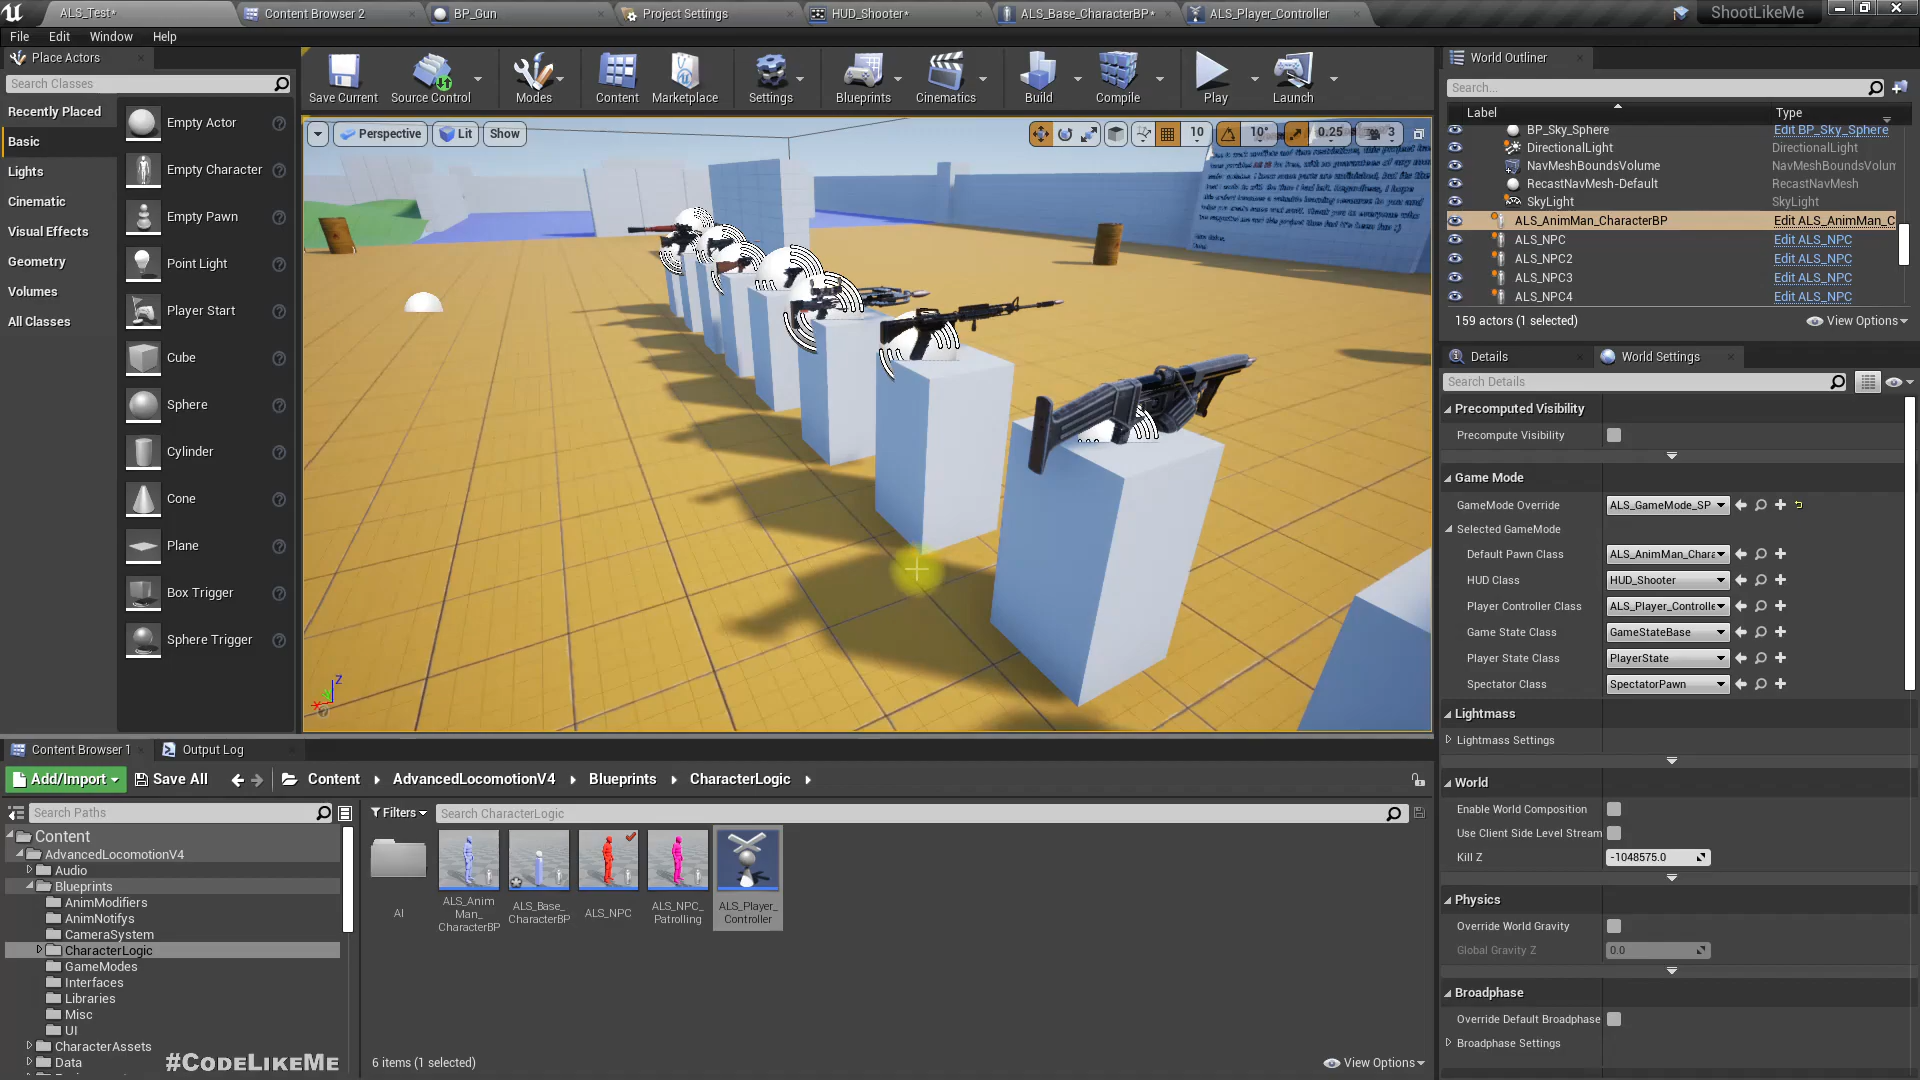 ALS_Test*
Content Browser 2
BP_Gun
Project Settings
HUD_Shooter*
ALS_Base_CharacterBP*
ALS_Player_Controller
ShootLikeMe
File
Edit
Window
Help
Place Actors
Search Classes
Recently Placed
Basic
Lights
Cinematic
Visual Effects
Geometry
Volumes
All Classes
Empty Actor
Empty Character
Empty Pawn
Point Light
Player Start
Cube
Sphere
Cylinder
Cone
Plane
Box Trigger
Sphere Trigger
Save Current
Source Control
Modes
Content
Marketplace
Settings
Blueprints
Cinematics
Build
Compile
Play
Launch
Perspective
Lit
Show
10
10°
0.25
3
Z
World Outliner
Search...
Label
Type
BP_Sky_Sphere
Edit BP_Sky_Sphere
DirectionalLight
DirectionalLight
NavMeshBoundsVolume
NavMeshBoundsVolum
RecastNavMesh-Default
RecastNavMesh
SkyLight
SkyLight
ALS_AnimMan_CharacterBP
Edit ALS_AnimMan_C
ALS_NPC
Edit ALS_NPC
ALS_NPC2
Edit ALS_NPC
ALS_NPC3
Edit ALS_NPC
ALS_NPC4
Edit ALS_NPC
159 actors (1 selected)
View Options
Details
World Settings
Search Details
Precomputed Visibility
Precompute Visibility
Game Mode
GameMode Override
ALS_GameMode_SP
Selected GameMode
Default Pawn Class
ALS_AnimMan_Chara
HUD Class
HUD_Shooter
Player Controller Class
ALS_Player_Controlle
Game State Class
GameStateBase
Player State Class
PlayerState
Spectator Class
SpectatorPawn
Lightmass
Lightmass Settings
World
Enable World Composition
Use Client Side Level Stream
Kill Z
-1048575.0
Physics
Override World Gravity
Global Gravity Z
0.0
Broadphase
Override Default Broadphase
Broadphase Settings
Content Browser 1
Output Log
Add/Import
Save All
Content
AdvancedLocomotionV4
Blueprints
CharacterLogic
Search Paths
Filters
Search CharacterLogic
Content
AdvancedLocomotionV4
Audio
Blueprints
AnimModifiers
AnimNotifys
CameraSystem
CharacterLogic
GameModes
Interfaces
Libraries
Misc
UI
CharacterAssets
Data
AI
ALS_Anim
Man_
CharacterBP
ALS_Base_
CharacterBP
ALS_NPC
ALS_NPC_
Patrolling
ALS_Player_
Controller
6 items (1 selected)
View Options
#CODELIKEME